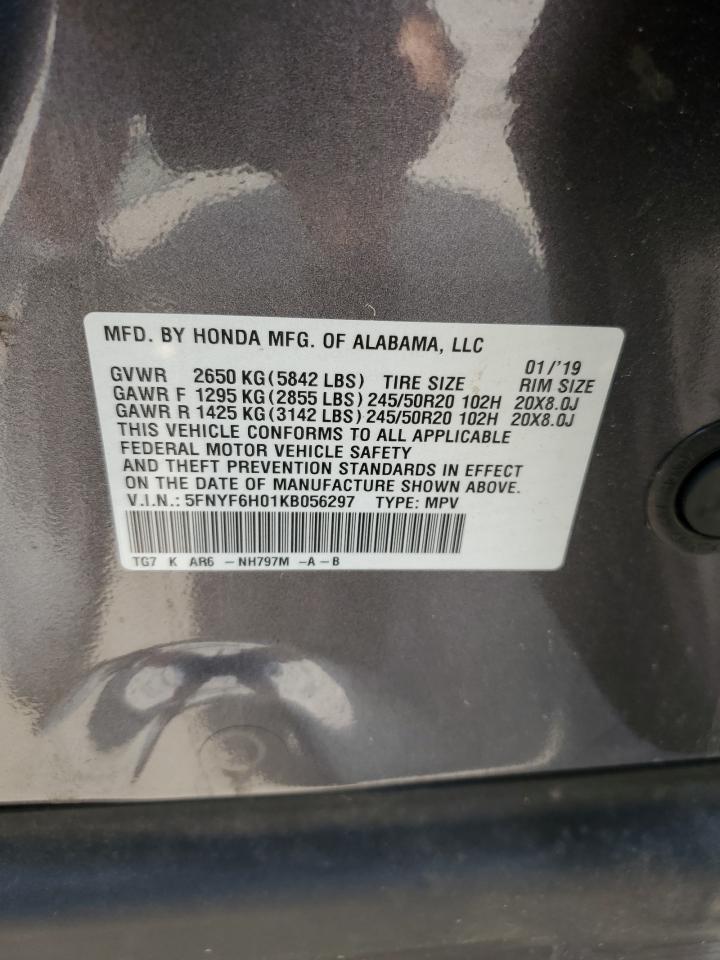 MFD. BY HONDA MFG. OF ALABAMA, LLC 01/'19
GVWR 2650 KG(5842 LBS) TIRE SIZE RIM SIZE
GAWR F 1295 KG(2855 LBS) 245/50R20 102H 20X8.0J
GAWR R 1425 KG(3142 LBS) 245/50R20 102H 20X8.0J
THIS VEHICLE CONFORMS TO ALL APPLICABLE
FEDERAL MOTOR VEHICLE SAFETY
AND THEFT PREVENTION STANDARDS IN EFFECT
ON THE DATE OF MANUFACTURE SHOWN ABOVE.
V.I.N.: 5FNYF6H01KB056297 TYPE: MPV
TG7 K AR6 -NH797M -A-B